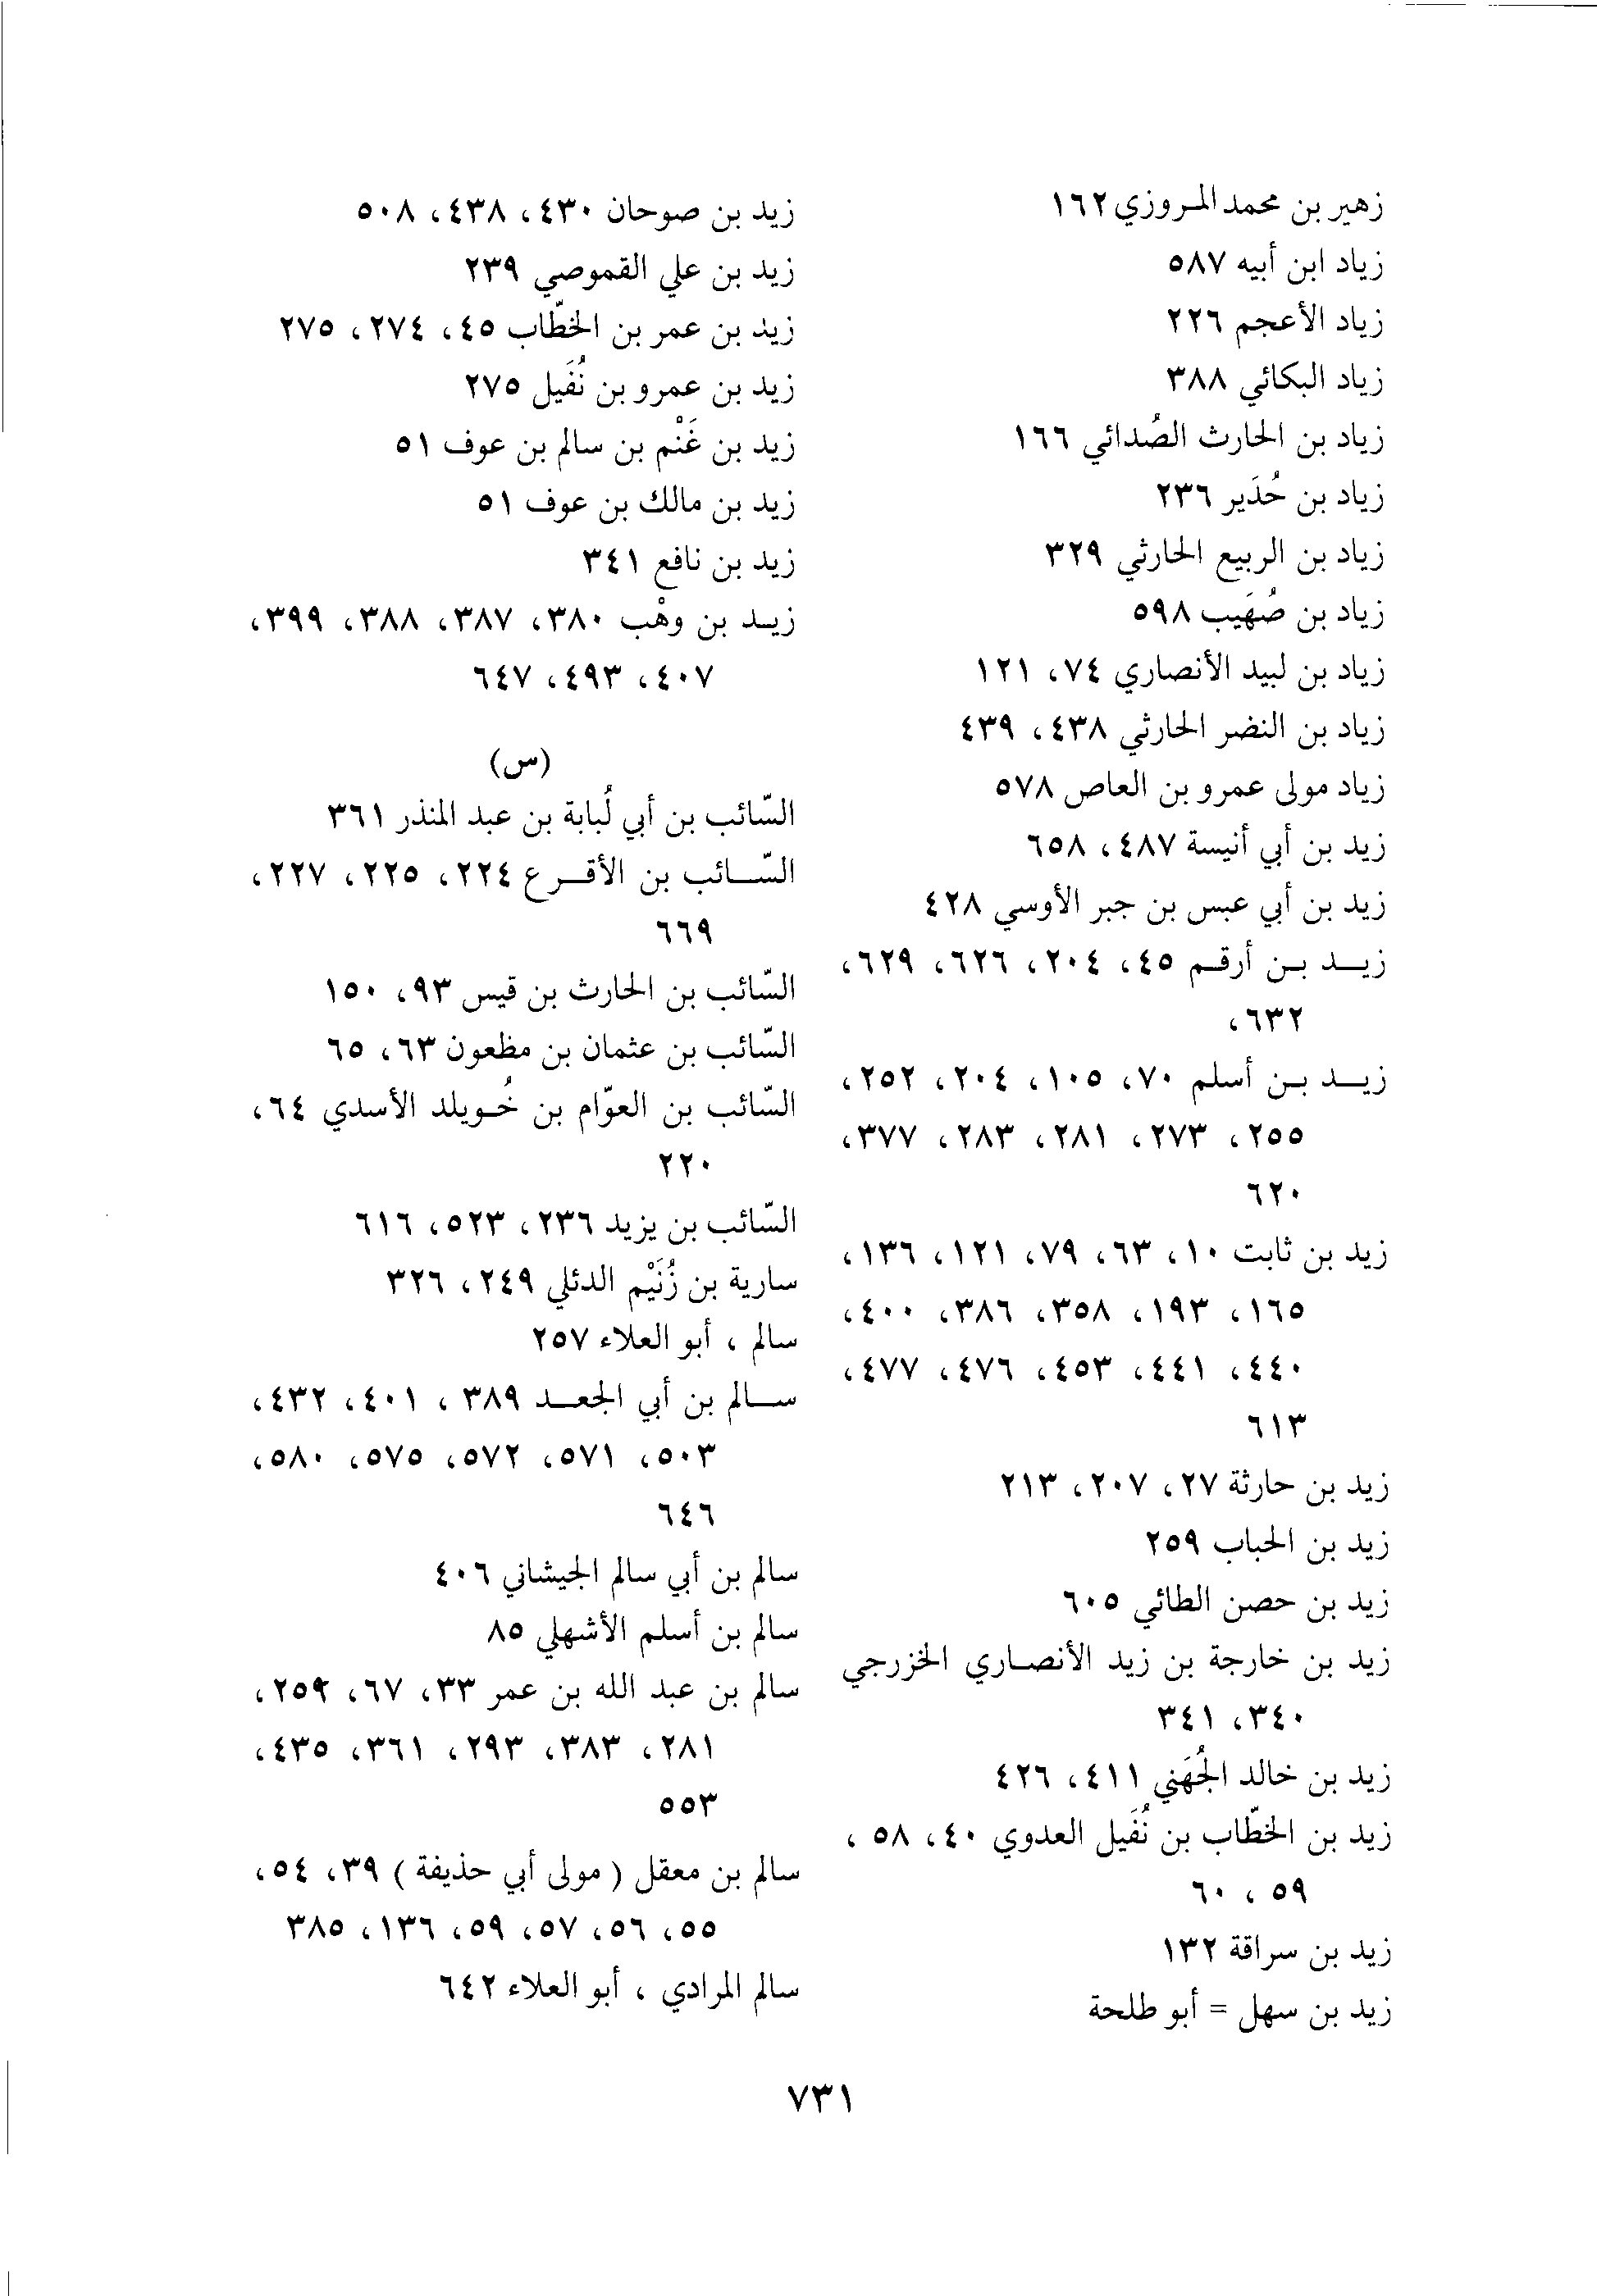 زهير بن محمد المروزي ١٦٢
زياد ابن أبيه ٥٨٧
زياد الأعجم ٢٢٦
زياد البكائي ٣٨٨
زياد بن الحارث الصُدائي ١٦٦
زياد بن حُدَير ٢٣٦
زياد بن الربيع الحارثي ٣٢٩
زياد بن صُهَيب ٥٩٨
زياد بن لبيد الأنصاري ٧٤، ١٢١
زياد بن النضر الحارثي ٤٣٨، ٤٣٩
زياد مولى عمرو بن العاص ٥٧٨
زيد بن أبي أنيسة ٤٨٧، ٦٥٨
زيد بن أبي عبس بن جبر الأوسي ٤٢٨
زيــد بـن أرقـم ٤٥، ٢٠٤، ٦٢٦، ٦٢٩،
٦٣٢،
زيــد بـن أسلم ٧٠، ١٠٥، ٢٠٤، ٢٥٢،
٢٥٥، ٢٧٣، ٢٨١، ٢٨٣، ٣٧٧،
٦٢٠
زيد بن ثابت ١٠، ٦٣، ٧٩، ١٢١، ١٣٦،
١٦٥، ١٩٣، ٣٥٨، ٣٨٦، ٤٠٠،
٤٤٠، ٤٤١، ٤٥٣، ٤٧٦، ٤٧٧،
٦١٣
زيد بن حارثة ٢٧، ٢٠٧، ٢١٣
زيد بن الحباب ٢٥٩
زيد بن حصن الطائي ٦٠٥
زيد بن خارجة بن زيد الأنصـاري الخزرجي
٣٤٠، ٣٤١
زيد بن خالد الجُهَني ٤١١، ٤٢٦
زيد بن الخطّاب بن نُفَيل العدوي ٤٠، ٥٨ ،
٥٩ ، ٦٠
زيد بن سراقة ١٣٢
زيد بن سهل = أبو طلحة
زيد بن صوحان ٤٣٠، ٤٣٨، ٥٠٨
زيد بن علي القموصي ٢٣٩
زيد بن عمر بن الخطّاب ٤٥، ٢٧٤، ٢٧٥
زيد بن عمرو بن نُفَيل ٢٧٥
زيد بن غَنْم بن سالم بن عوف ٥١
زيد بن مالك بن عوف ٥١
زيد بن نافع ٣٤١
زيـد بن وهْب ٣٨٠، ٣٨٧، ٣٨٨، ٣٩٩،
٤٠٧، ٤٩٣، ٦٤٧
(س)
السّائب بن أبي لُبابة بن عبد المنذر ٣٦١
السّــائب بن الأقــرع ٢٢٤، ٢٢٥، ٢٢٧،
٦٦٩
السّائب بن الحارث بن قيس ٩٣، ١٥٠
السّائب بن عثمان بن مظعون ٦٣، ٦٥
السّائب بن العوّام بن خُـويلد الأسدي ٦٤،
٢٢٠
السّائب بن يزيد ٢٣٦، ٥٢٣، ٦١٦
سارية بن زُنَيْم الدئلي ٢٤٩، ٣٢٦
سالم ، أبو العلاء ٢٥٧
ســالم بن أبي الجعــد ٣٨٩ ، ٤٠١، ٤٣٢،
٥٠٣، ٥٧١، ٥٧٢، ٥٧٥، ٥٨٠،
٦٤٦
سالم بن أبي سالم الجيشاني ٤٠٦
سالم بن أسلم الأشهلي ٨٥
سالم بن عبد الله بن عمر ٣٣، ٦٧، ٢٥٩،
٢٨١، ٣٨٣، ٢٩٣، ٣٦١، ٤٣٥،
٥٥٣
سالم بن معقل ( مولى أبي حذيفة ) ٣٩، ٥٤،
٥٥، ٥٦، ٥٧، ٥٩، ١٣٦، ٣٨٥
سالم المرادي ، أبو العلاء ٦٤٢
٧٣١